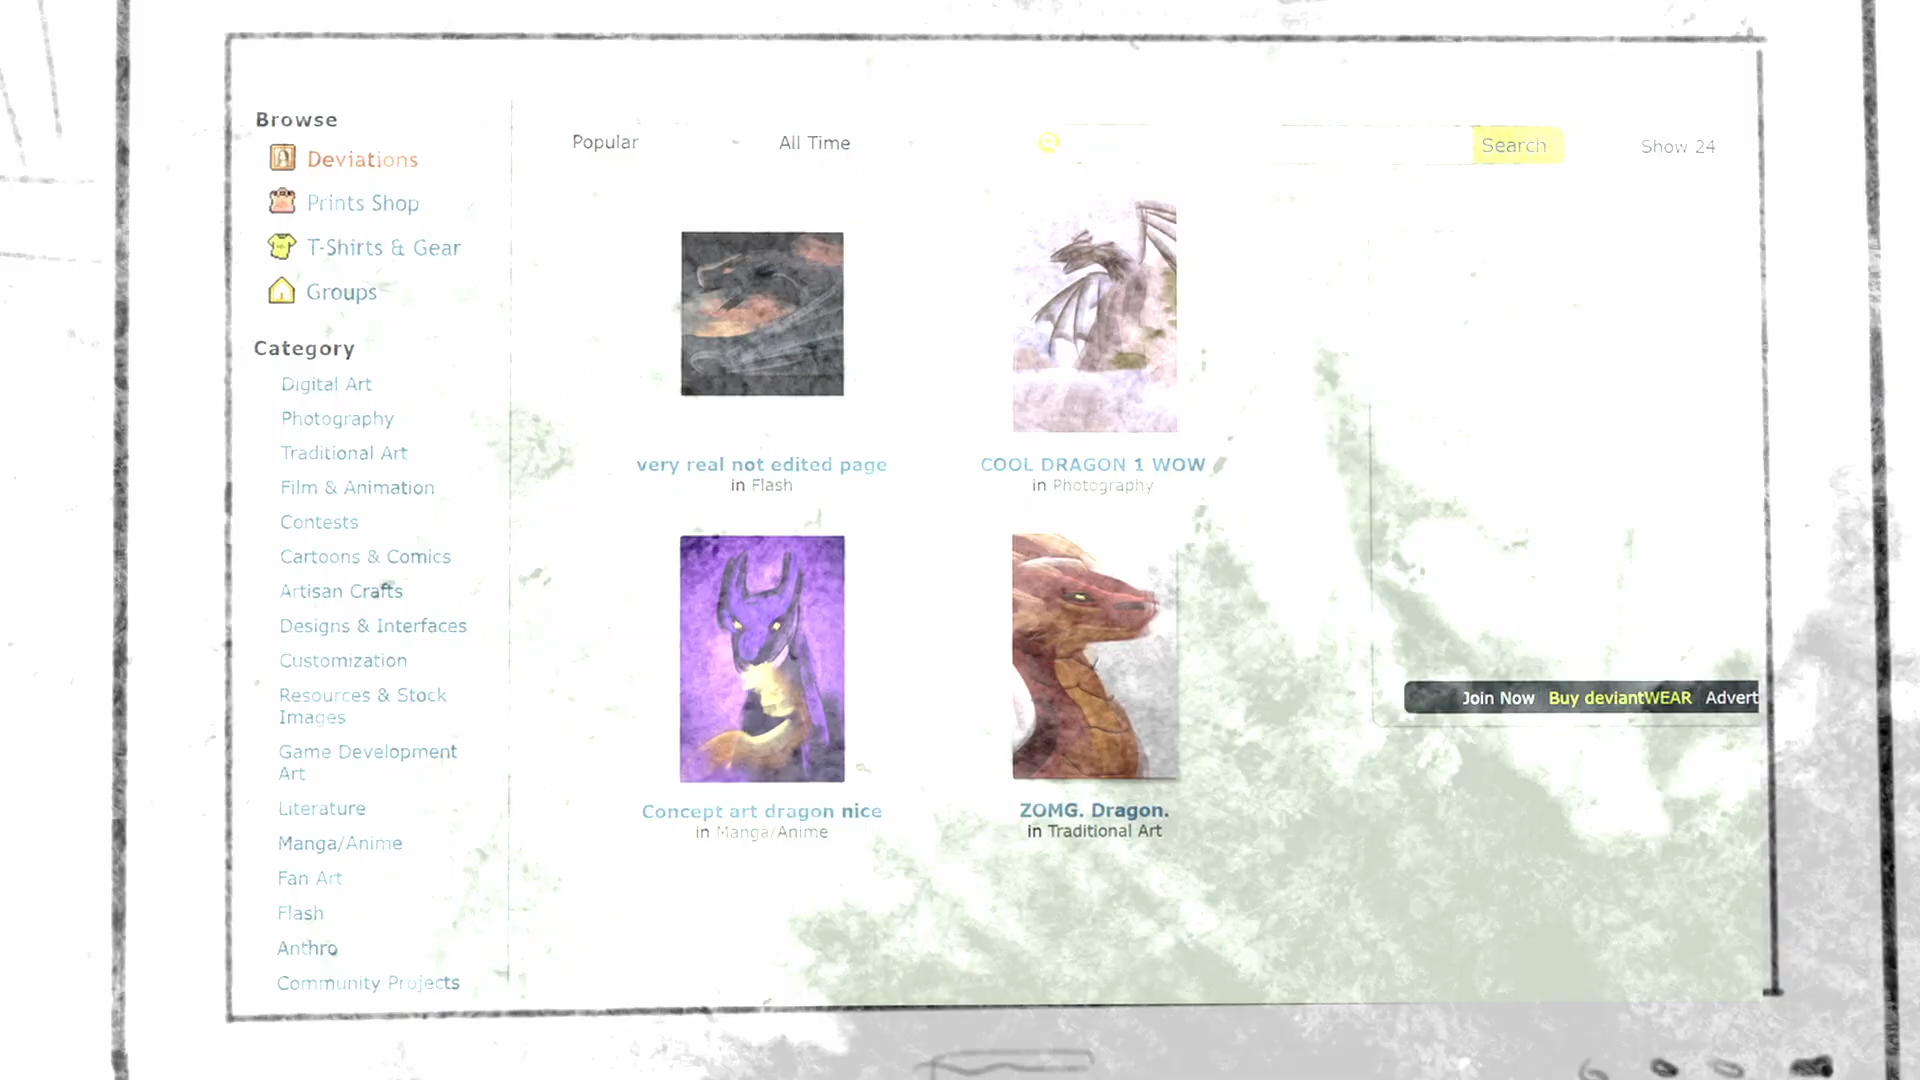 Browse
Deviations
Prints Shop
T-Shirts & Gear
Groups
Category
Digital Art
Photography
Traditional Art
Film & Animation
Contests
Cartoons & Comics
Artisan Crafts
Designs & Interfaces
Customization
Resources & Stock
Images
Game Development
Art
Literature
Manga/Anime
Fan Art
Flash
Anthro
Community Projects
Popular
All Time
Search
Show 24
very real not edited page
in Flash
COOL DRAGON 1 WOW
in Photography
Concept art dragon nice
in Manga/Anime
ZOMG. Dragon.
in Traditional Art
Join Now Buy deviantWEAR Advert